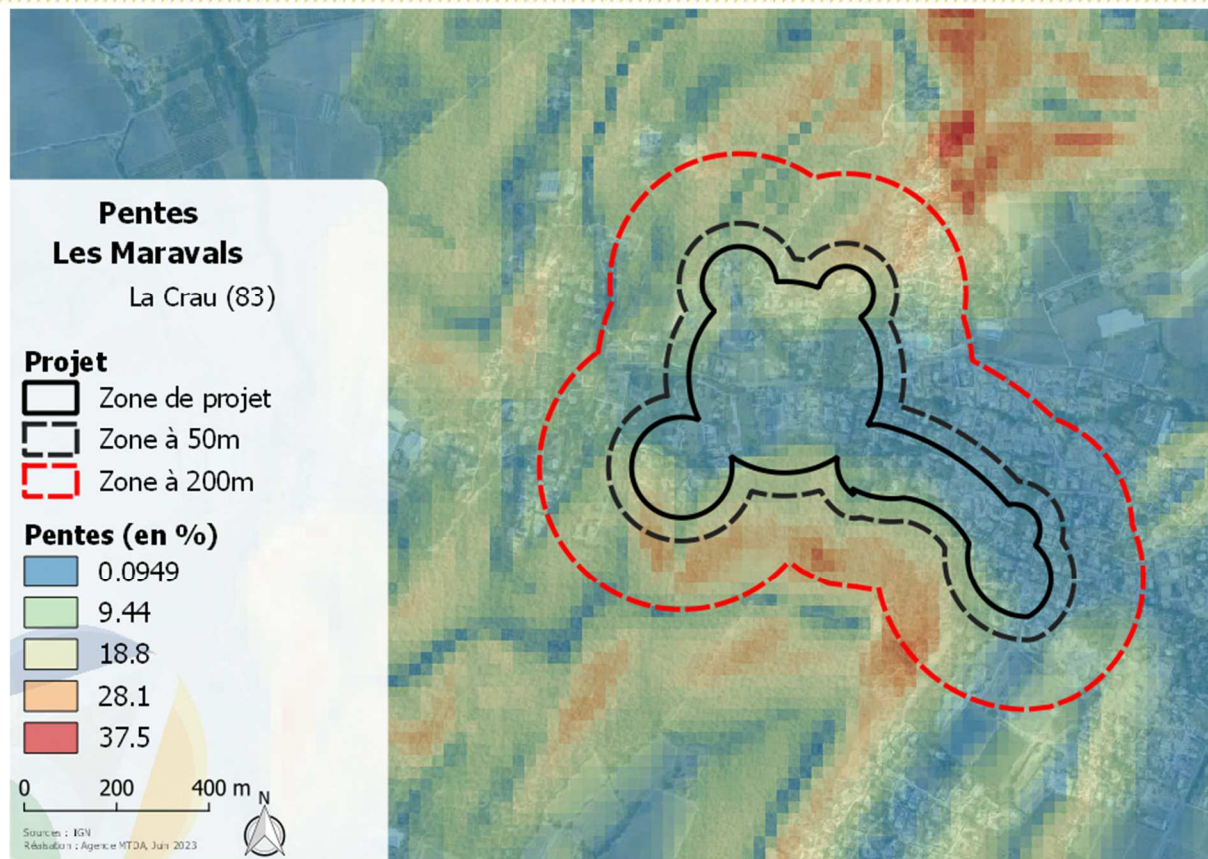 Pentes
Les Maravals
La Crau (83)
Projet
Zone de projet
Zone à 50m
Zone à 200m
Pentes (en %)
0.0949
9.44
18.8
28.1
37.5
0 200 400 m
N
Sources : IGN
Réalisation : Agence MTDA, Juin 2023